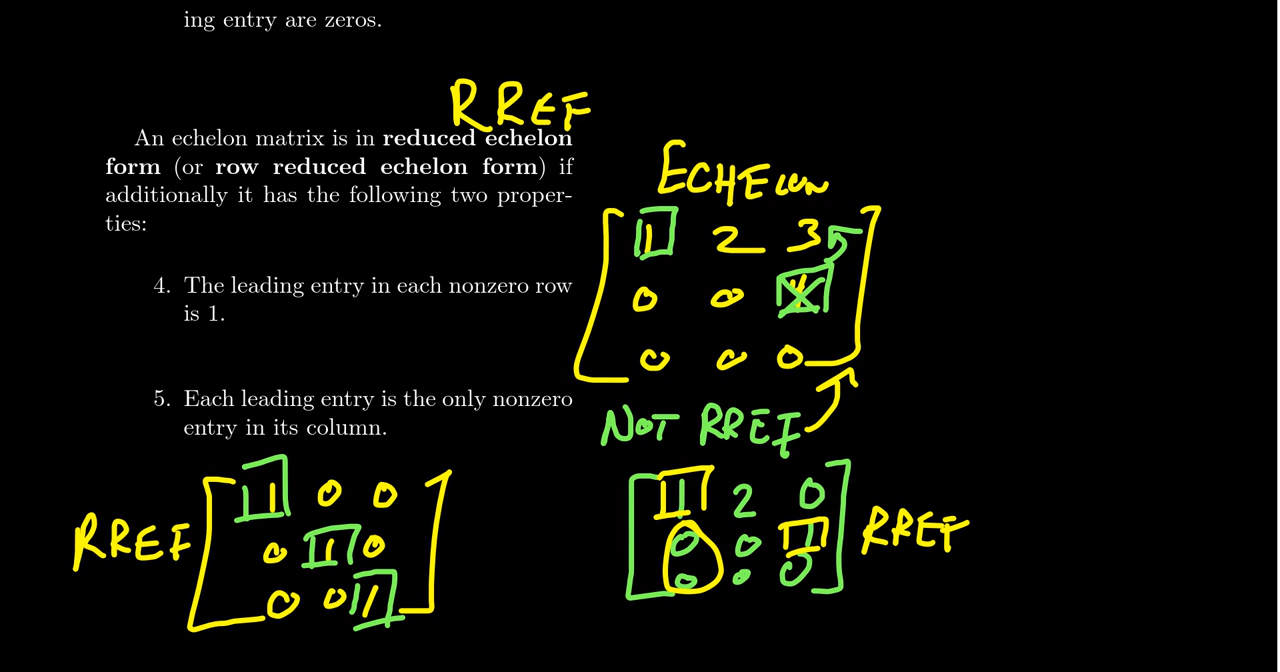 ing entry are zeros.
RREF
An echelon matrix is in reduced echelon
form (or row reduced echelon form) if
additionally it has the following two proper-
ties:
4. The leading entry in each nonzero row
is 1.
5. Each leading entry is the only nonzero
entry in its column.
ECHELON
1 2 3
0 0
0 0 0
NOT RREF
RREF
1 0 0
0 1 0
0 0 1
1 2 0
0 0 1
0 0 0
RREF